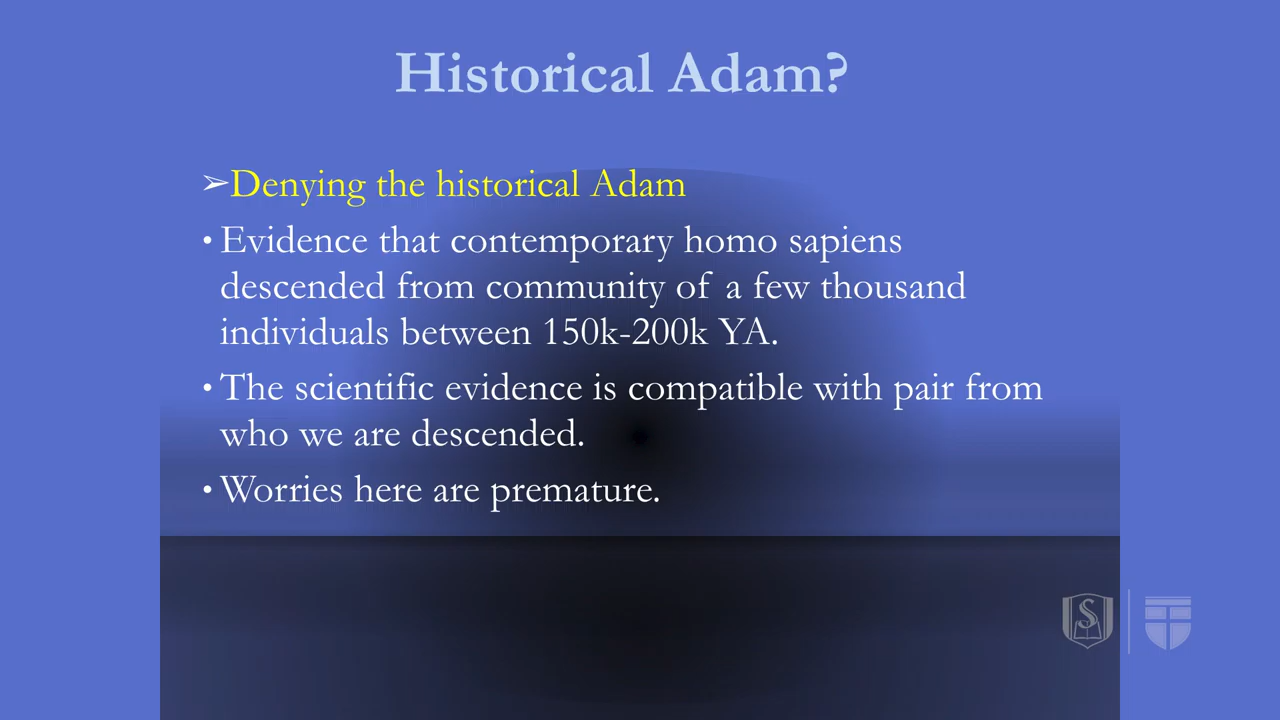 Historical Adam?
➢Denying the historical Adam
• Evidence that contemporary homo sapiens
descended from community of a few thousand
individuals between 150k-200k YA.
• The scientific evidence is compatible with pair from
who we are descended.
• Worries here are premature.
S